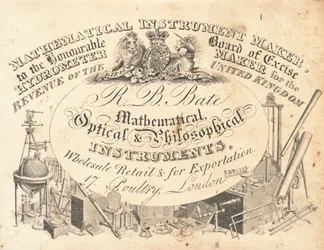 MATHEMATICAL INSTRUMENT MAKER,
to the Honourable Board of Excise
HYDROMETER MAKER for the
REVENUE OF THE UNITED KINGDOM
R. B. Bate
Mathematical,
Optical & Philosophical
INSTRUMENTS,
Wholesale Retail & for Exportation.
17, Poultry, London.